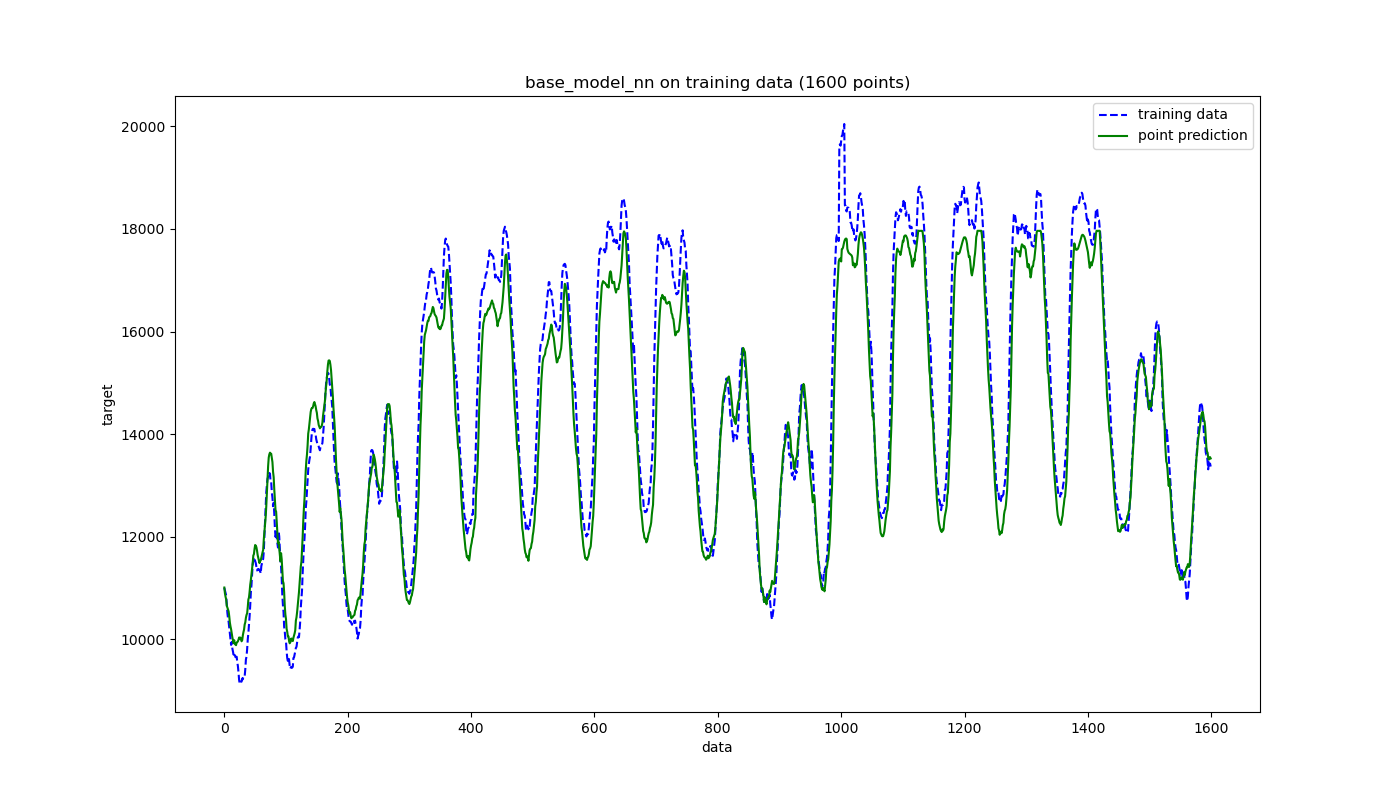 base_model_nn on training data (1600 points)
training data
point prediction
20000
18000
16000
14000
12000
10000
target
0 200 400 600 800 1000 1200 1400 1600
data